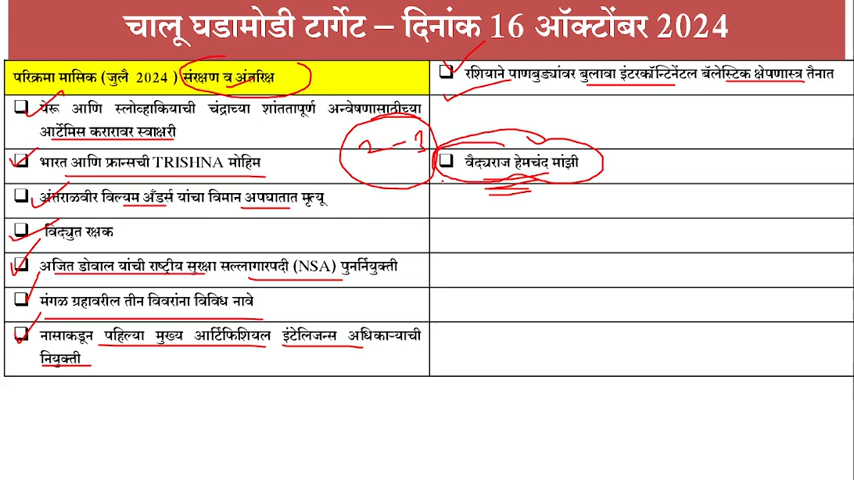 चालू घडामोडी टार्गेट – दिनांक 16 ऑक्टोंबर 2024
परिक्रमा मासिक (जुलै 2024) संरक्षण व अंतरिक्ष
पेरू आणि स्लोव्हाकियाची चंद्राच्या शांततापूर्ण अन्वेषणासाठीच्या
आर्टेमिस करारावर स्वाक्षरी
भारत आणि फ्रान्सची TRISHNA मोहिम
अंतराळवीर विल्यम अँडर्स यांचा विमान अपघातात मृत्यू
विद्युत रक्षक
अजित डोवाल यांची राष्ट्रीय सुरक्षा सल्लागारपदी (NSA) पुनर्नियुक्ती
मंगळ ग्रहावरील तीन विवरांना विविध नावे
नासाकडून पहिल्या मुख्य आर्टिफिशियल इंटेलिजन्स अधिकाऱ्याची
नियुक्ती
रशियाने पाणबुड्यांवर बुलावा इंटरकॉन्टिनेंटल बॅलेस्टिक क्षेपणास्त्र तैनात
2-3
वैद्यराज हेमचंद मांझी